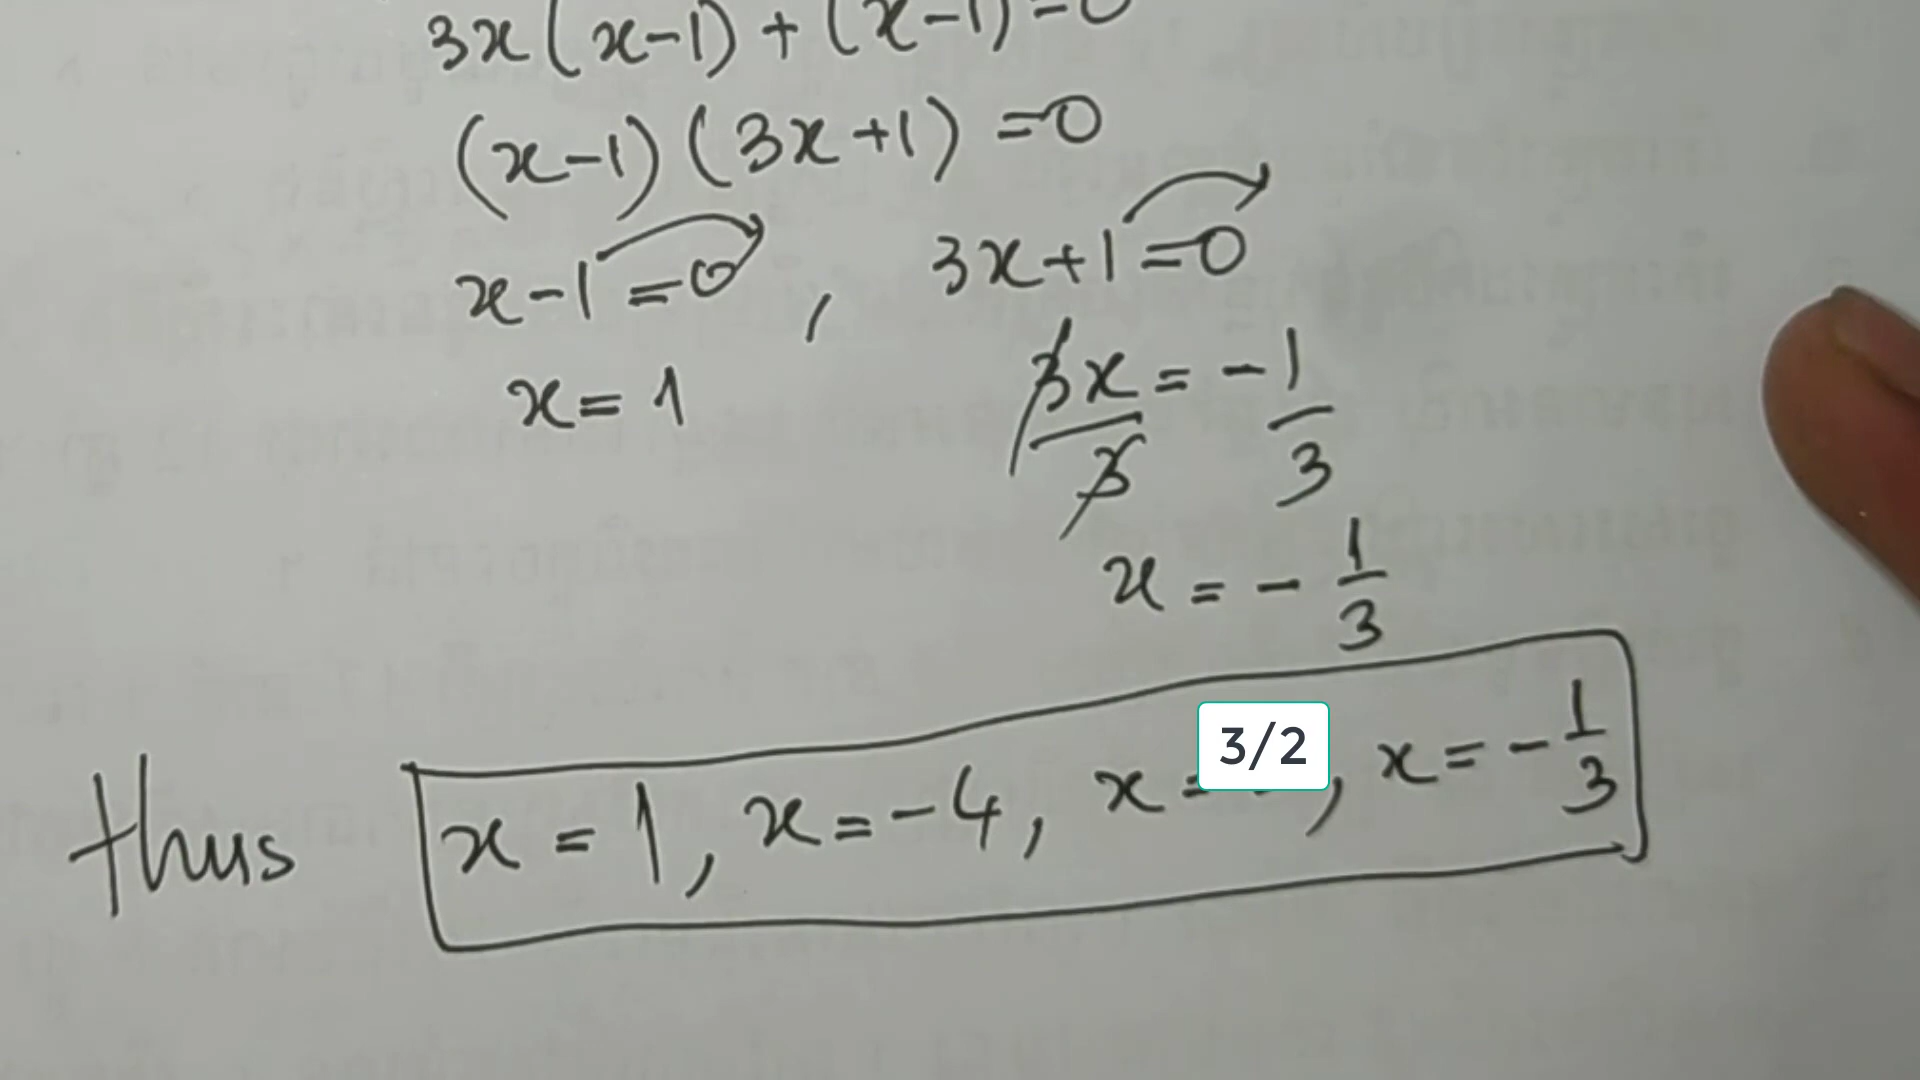 3x(x-1)+(x-1)=0
(x-1)(3x+1)=0
x-1=0, 3x+1=0
x=1
3x/3 = -1/3
x = -1/3
thus x=1, x=-4, x= 3/2, x=-1/3